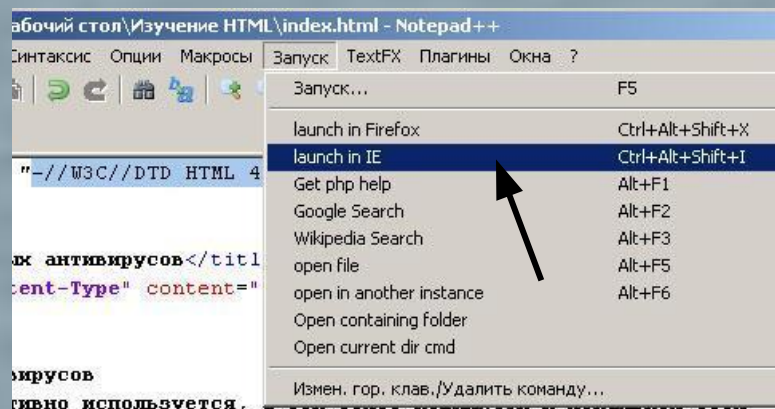 абочий стол\Изучение HTML\index.html - Notepad++
Синтаксис Опции Макросы Запуск TextFX Плагины Окна ?
Запуск... F5
launch in Firefox Ctrl+Alt+Shift+X
launch in IE Ctrl+Alt+Shift+I
"-//W3C//DTD HTML 4
Get php help Alt+F1
Google Search Alt+F2
Wikipedia Search Alt+F3
ых антивирусов</titl
open file Alt+F5
tent-Type" content="
open in another instance Alt+F6
Open containing folder
Open current dir cmd
вирусов
Измен. гор. клав./Удалить команду...
тивно используется,